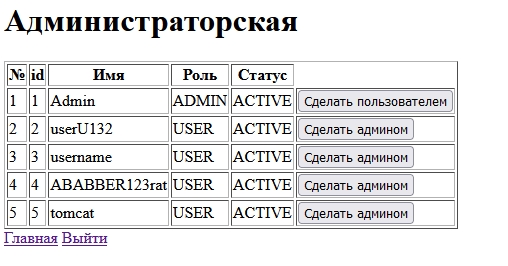 Администраторская
№ id Имя Роль Статус
1 1 Admin ADMIN ACTIVE Сделать пользователем
2 2 userU132 USER ACTIVE Сделать админом
3 3 username USER ACTIVE Сделать админом
4 4 ABABBER123rat USER ACTIVE Сделать админом
5 5 tomcat USER ACTIVE Сделать админом
Главная Выйти